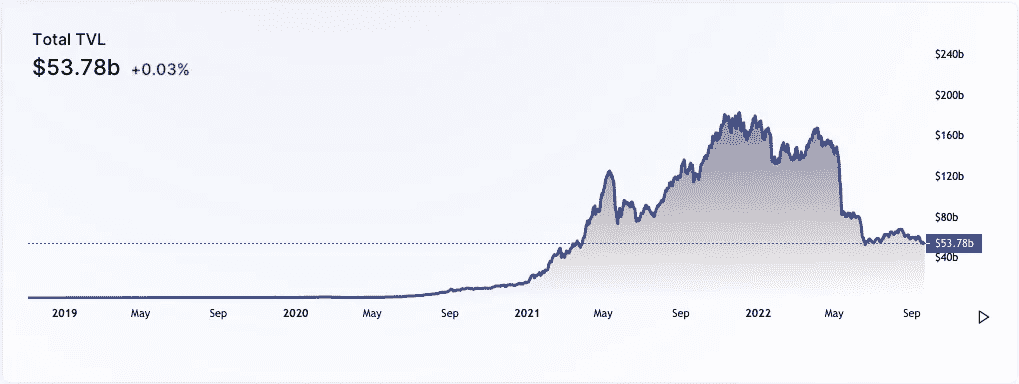 Total TVL
$53.78b +0.03%
$240b
$200b
$160b
$120b
$80b
$53.78b
$40b
2019 May Sep 2020 May Sep 2021 May Sep 2022 May Sep